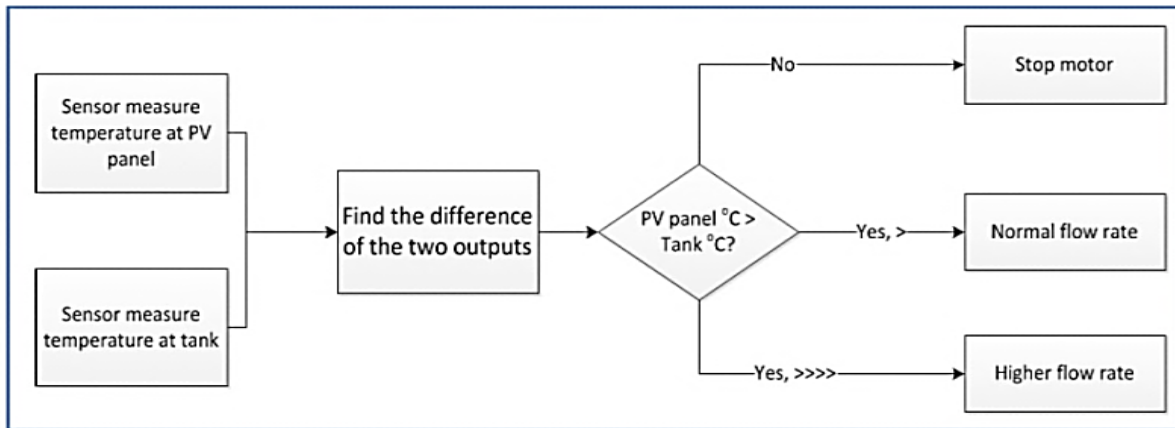 Sensor measure
temperature at PV
panel
Sensor measure
temperature at tank
Find the difference
of the two outputs
PV panel °C >
Tank °C?
No
Stop motor
Yes, >
Normal flow rate
Yes, >>>>
Higher flow rate